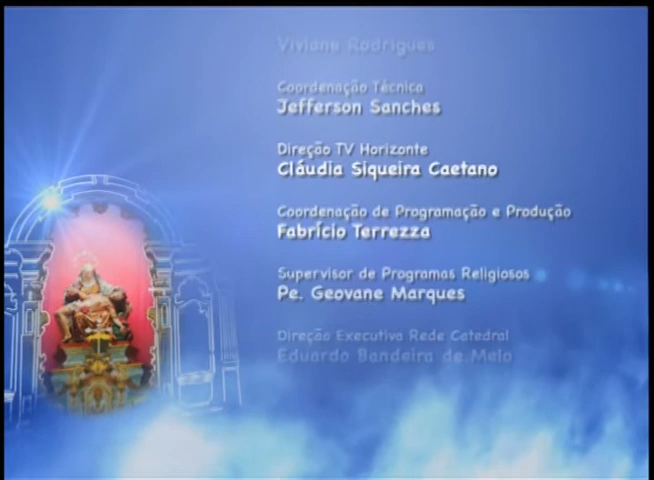 Viviane Rodrigues
Coordenação Técnica
Jefferson Sanches
Direção TV Horizonte
Cláudia Siqueira Caetano
Coordenação de Programação e Produção
Fabrício Terrezza
Supervisor de Programas Religiosos
Pe. Geovane Marques
Direção Executiva Rede Catedral
Eduardo Bandeira de Melo